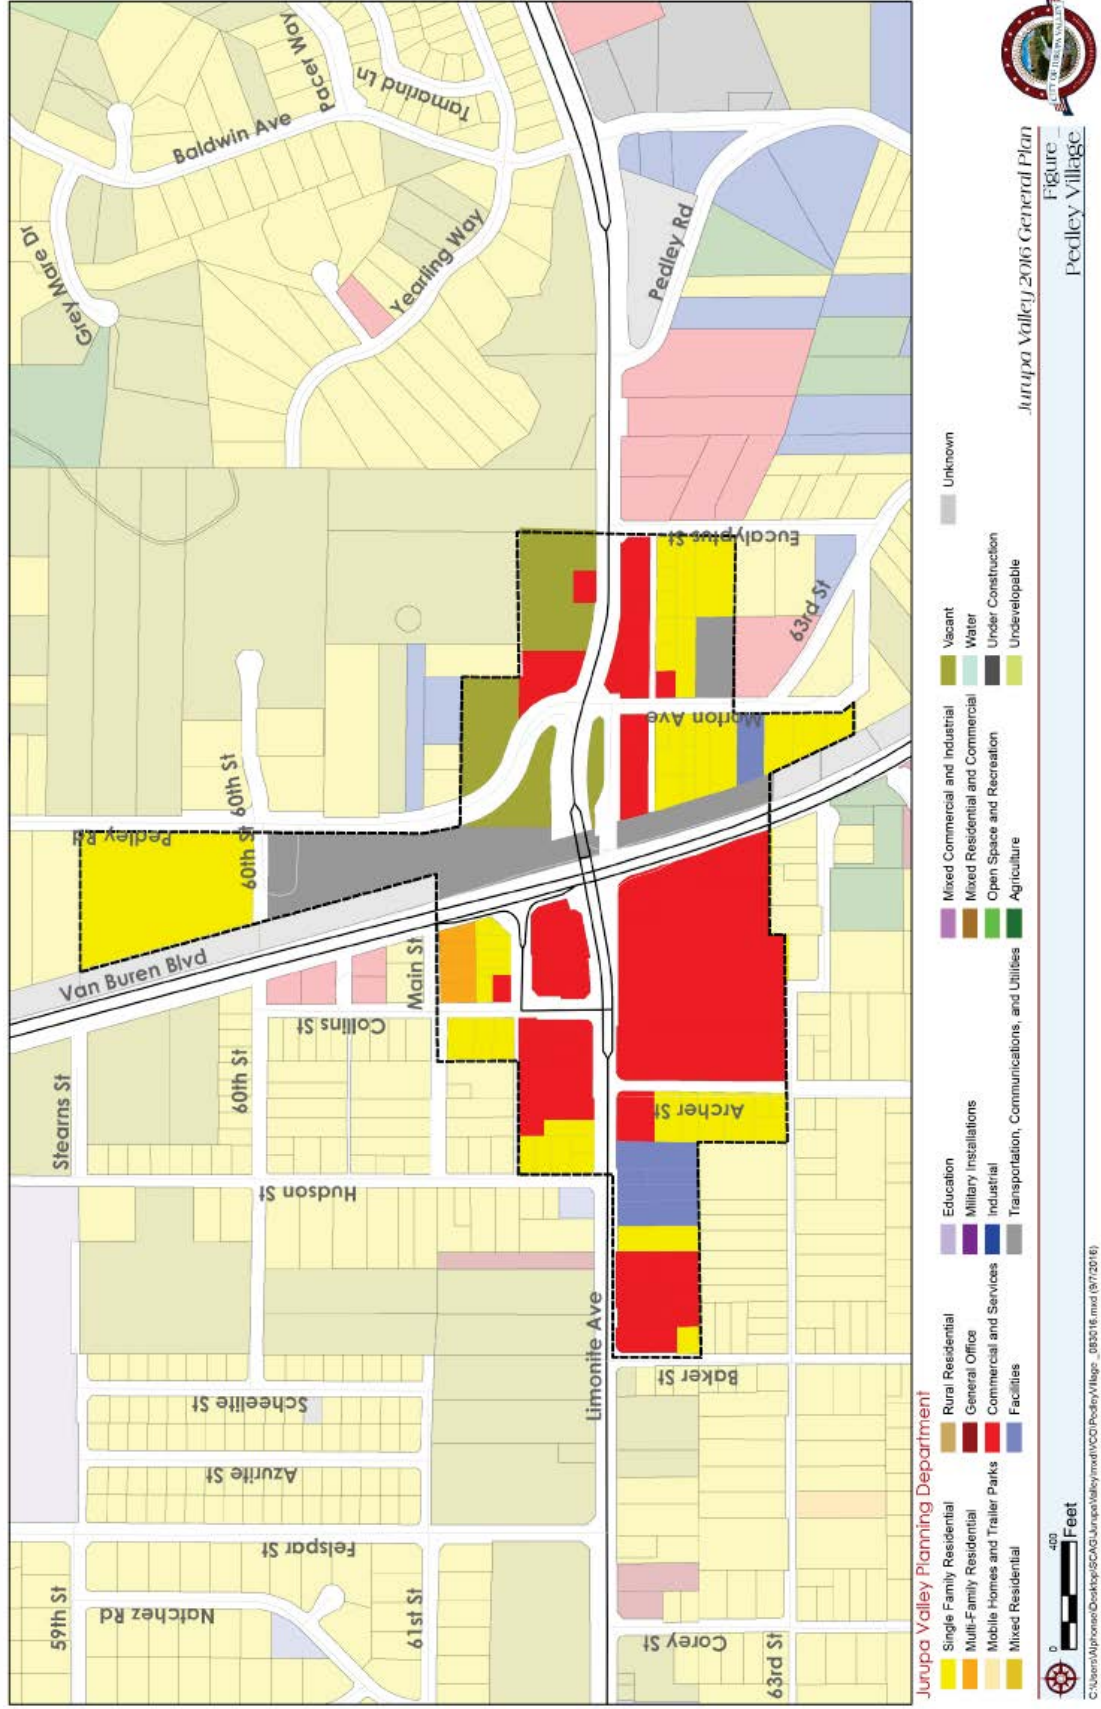 59th St
Stearns St
Van Buren Blvd
Pedley Rd
Grey Mare Dr
Baldwin Ave
Pacer Way
Tamarind Ln
Natchez Rd
Azurite St
Scheelite St
60th St
60th St
60th St
Felspar St
Hudson St
Collins St
61st St
Main St
Yearling Way
Limonite Ave
Corey St
Baker St
Archer St
Morton Ave
Eucalyptus St
Pedley Rd
63rd St
63rd St
Jurupa Valley Planning Department
Single Family Residential
Multi-Family Residential
Mobile Homes and Trailer Parks
Mixed Residential
Rural Residential
General Office
Commercial and Services
Facilities
Education
Military Installations
Industrial
Transportation, Communications, and Utilities
Mixed Commercial and Industrial
Mixed Residential and Commercial
Open Space and Recreation
Agriculture
Vacant
Water
Under Construction
Undevelopable
Unknown
Jurupa Valley 2016 General Plan
0 400
Feet
Figure _
Pedley Village
CITY OF JURUPA VALLEY